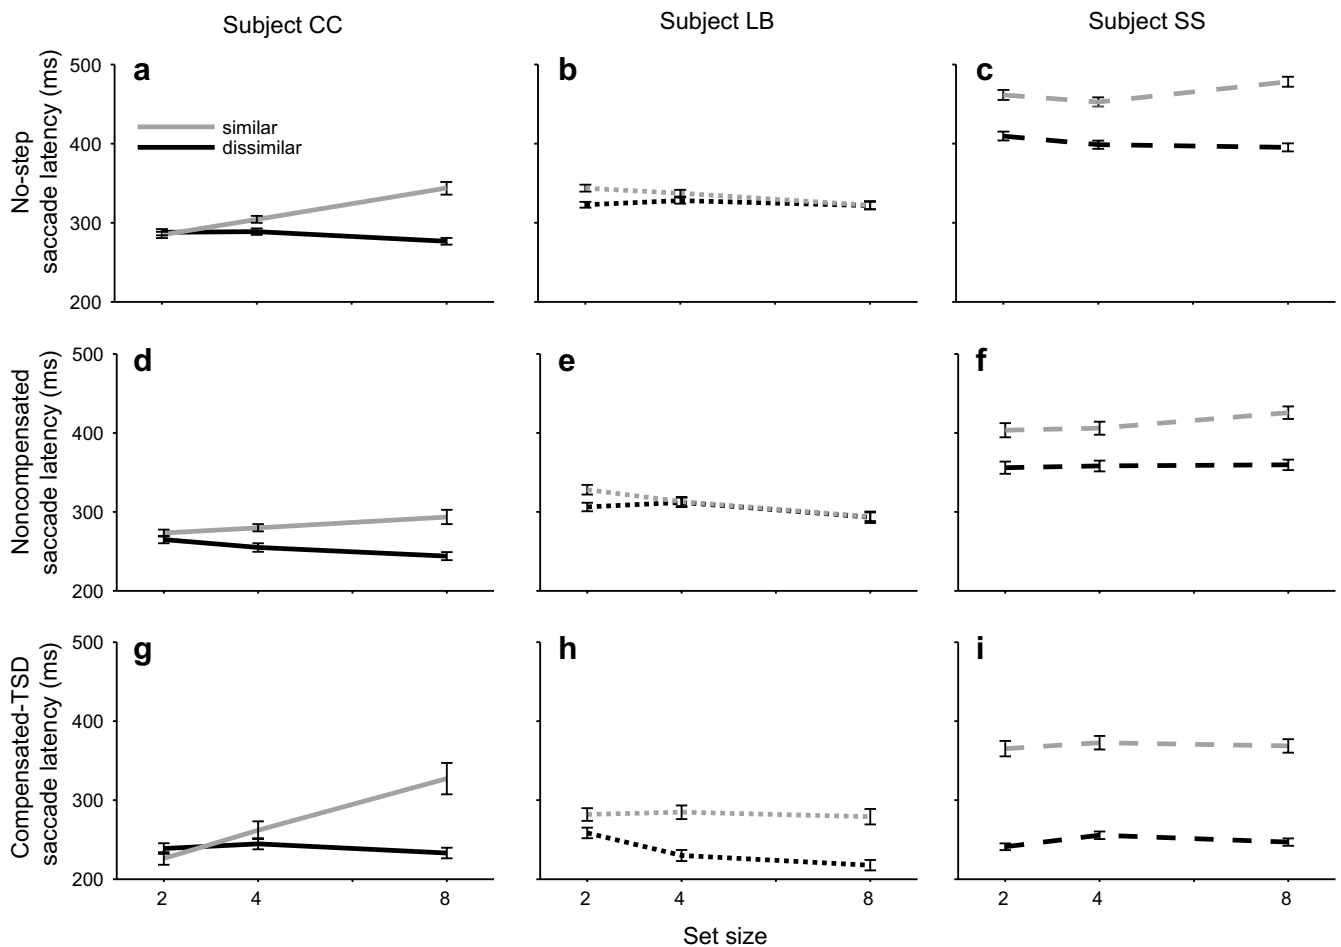 Subject CC
Subject LB
Subject SS
No-step
saccade latency (ms)
500
400
300
200
a
similar
dissimilar
b
c
Noncompensated
saccade latency (ms)
500
400
300
200
d
e
f
Compensated-TSD
saccade latency (ms)
500
400
300
200
g
h
i
2 4 8
2 4 8
2 4 8
Set size